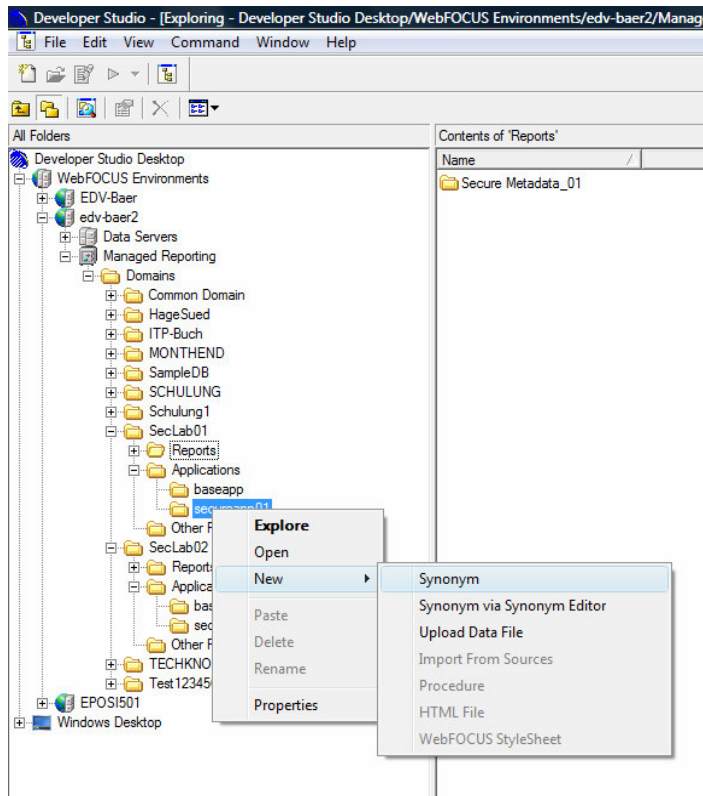 Developer Studio - [Exploring - Developer Studio Desktop/WebFOCUS Environments/edv-baer2/Manag
File Edit View Command Window Help
All Folders
Contents of 'Reports'
Name
Secure Metadata_01
Developer Studio Desktop
WebFOCUS Environments
EDV-Baer
edv-baer2
Data Servers
Managed Reporting
Domains
Common Domain
HageSued
ITP-Buch
MONTHEND
SampleDB
SCHULUNG
Schulung1
SecLab01
Reports
Applications
baseapp
secureapp01
Other F
SecLab02
Reports
Applica
bas
sec
Other F
TECHKNO
Test12345
EPOSI501
Windows Desktop
Explore
Open
New
Paste
Delete
Rename
Properties
Synonym
Synonym via Synonym Editor
Upload Data File
Import From Sources
Procedure
HTML File
WebFOCUS StyleSheet